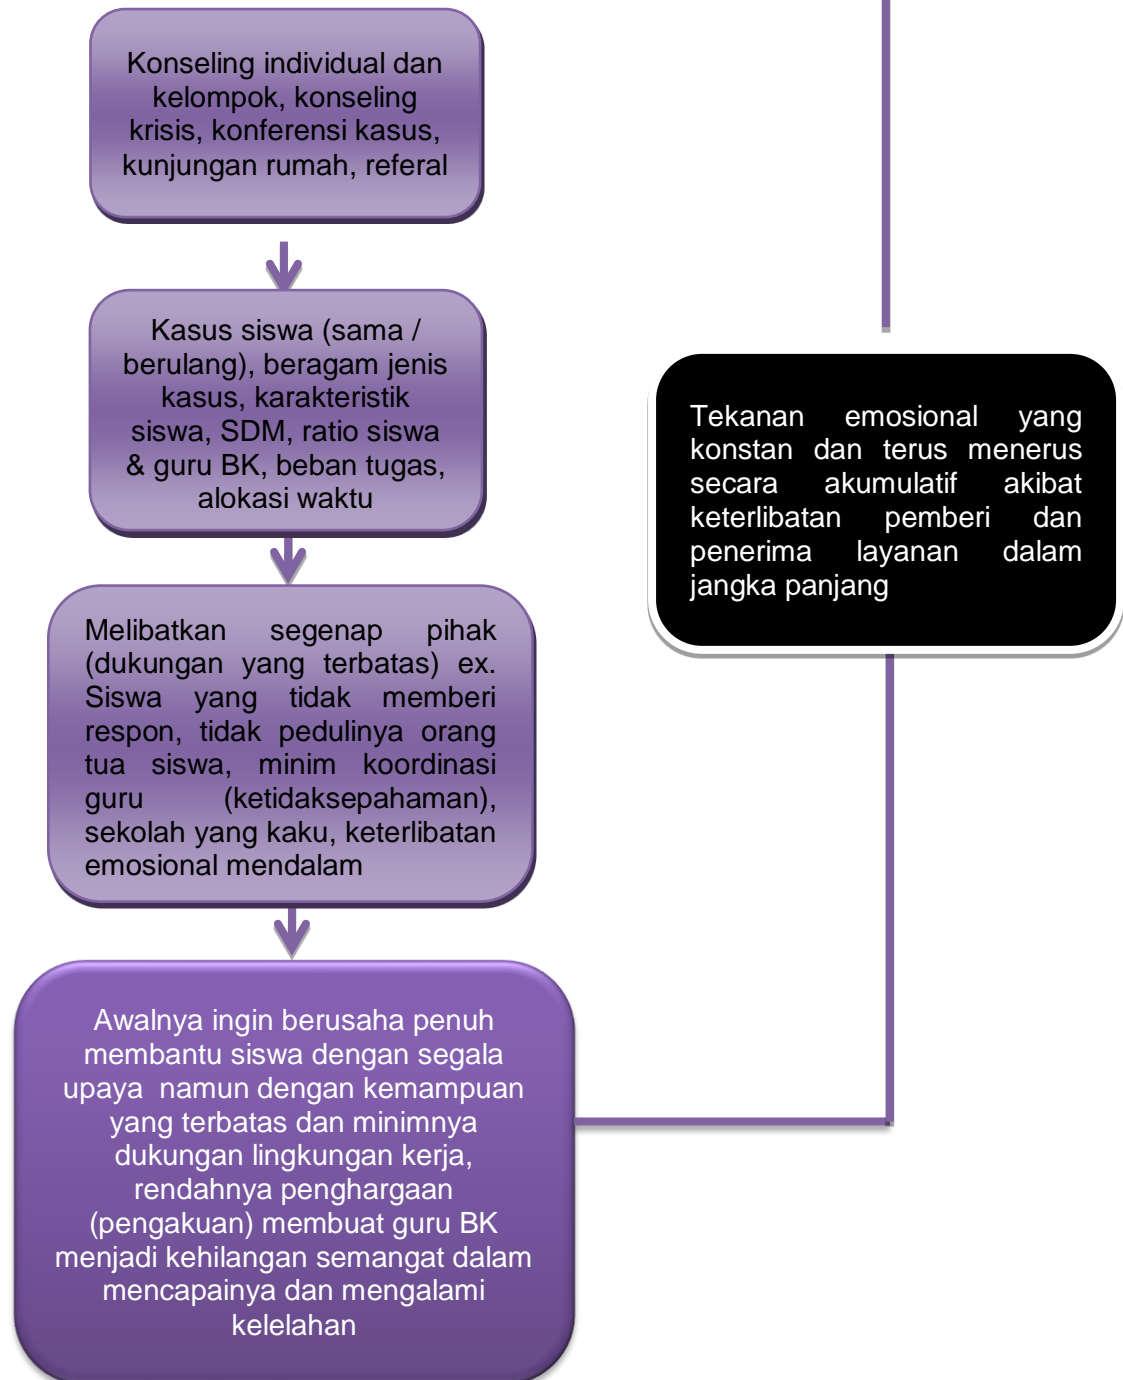 Konseling individual dan
kelompok, konseling
krisis, konferensi kasus,
kunjungan rumah, referal
Kasus siswa (sama /
berulang), beragam jenis
kasus, karakteristik
siswa, SDM, ratio siswa
& guru BK, beban tugas,
alokasi waktu
Tekanan emosional yang
konstan dan terus menerus
secara akumulatif akibat
keterlibatan pemberi dan
penerima layanan dalam
jangka panjang
Melibatkan segenap pihak
(dukungan yang terbatas) ex.
Siswa yang tidak memberi
respon, tidak pedulinya orang
tua siswa, minim koordinasi
guru (ketidaksepahaman),
sekolah yang kaku, keterlibatan
emosional mendalam
Awalnya ingin berusaha penuh
membantu siswa dengan segala
upaya namun dengan kemampuan
yang terbatas dan minimnya
dukungan lingkungan kerja,
rendahnya penghargaan
(pengakuan) membuat guru BK
menjadi kehilangan semangat dalam
mencapainya dan mengalami
kelelahan